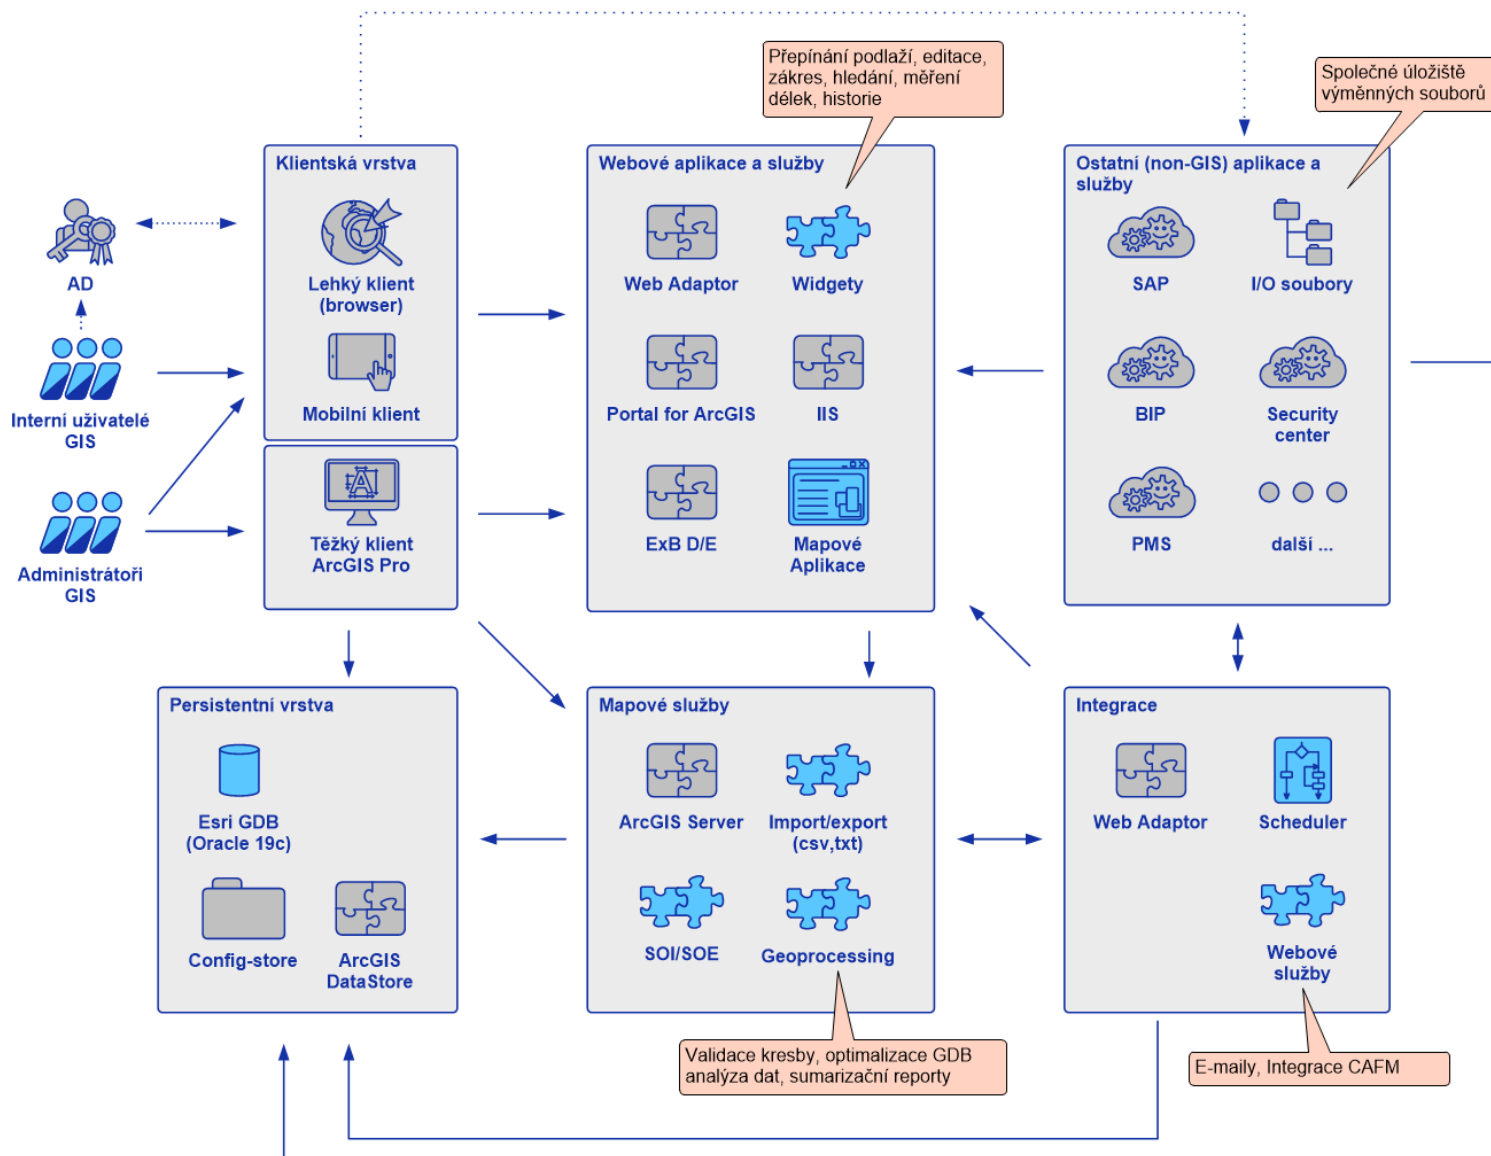 Přepínání podlaží, editace,
zákres, hledání, měření
délek, historie
Společné úložiště
výměnných souborů
Klientská vrstva
Lehký klient
(browser)
Mobilní klient
Těžký klient
ArcGIS Pro
Webové aplikace a služby
Web Adaptor
Widgety
Portal for ArcGIS
IIS
ExB D/E
Mapové
Aplikace
Ostatní (non-GIS) aplikace a
služby
SAP
I/O soubory
BIP
Security
center
PMS
další ...
AD
Interní uživatelé
GIS
Administrátoři
GIS
Persistentní vrstva
Esri GDB
(Oracle 19c)
Config-store
ArcGIS
DataStore
Mapové služby
ArcGIS Server
Import/export
(csv,txt)
SOI/SOE
Geoprocessing
Integrace
Web Adaptor
Scheduler
Webové
služby
Validace kresby, optimalizace GDB
analýza dat, sumarizační reporty
E-maily, Integrace CAFM